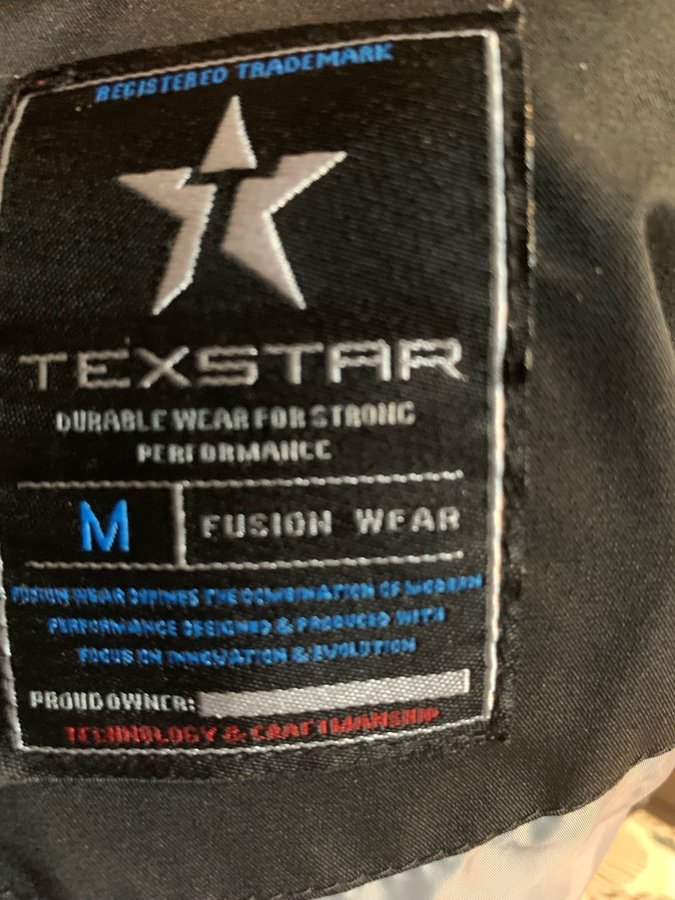 REGISTERED TRADEMARK
TEXSTAR
DURABLE WEAR FOR STRONG
PERFORMANCE
M
FUSION WEAR
FUSION WEAR DEFINES THE COMBINATION OF MODERN
PERFORMANCE DESIGNED & PRODUCED WITH
FOCUS ON INNOVATION & EVOLUTION
PROUD OWNER:
TECHNOLOGY & CRAFTMANSHIP